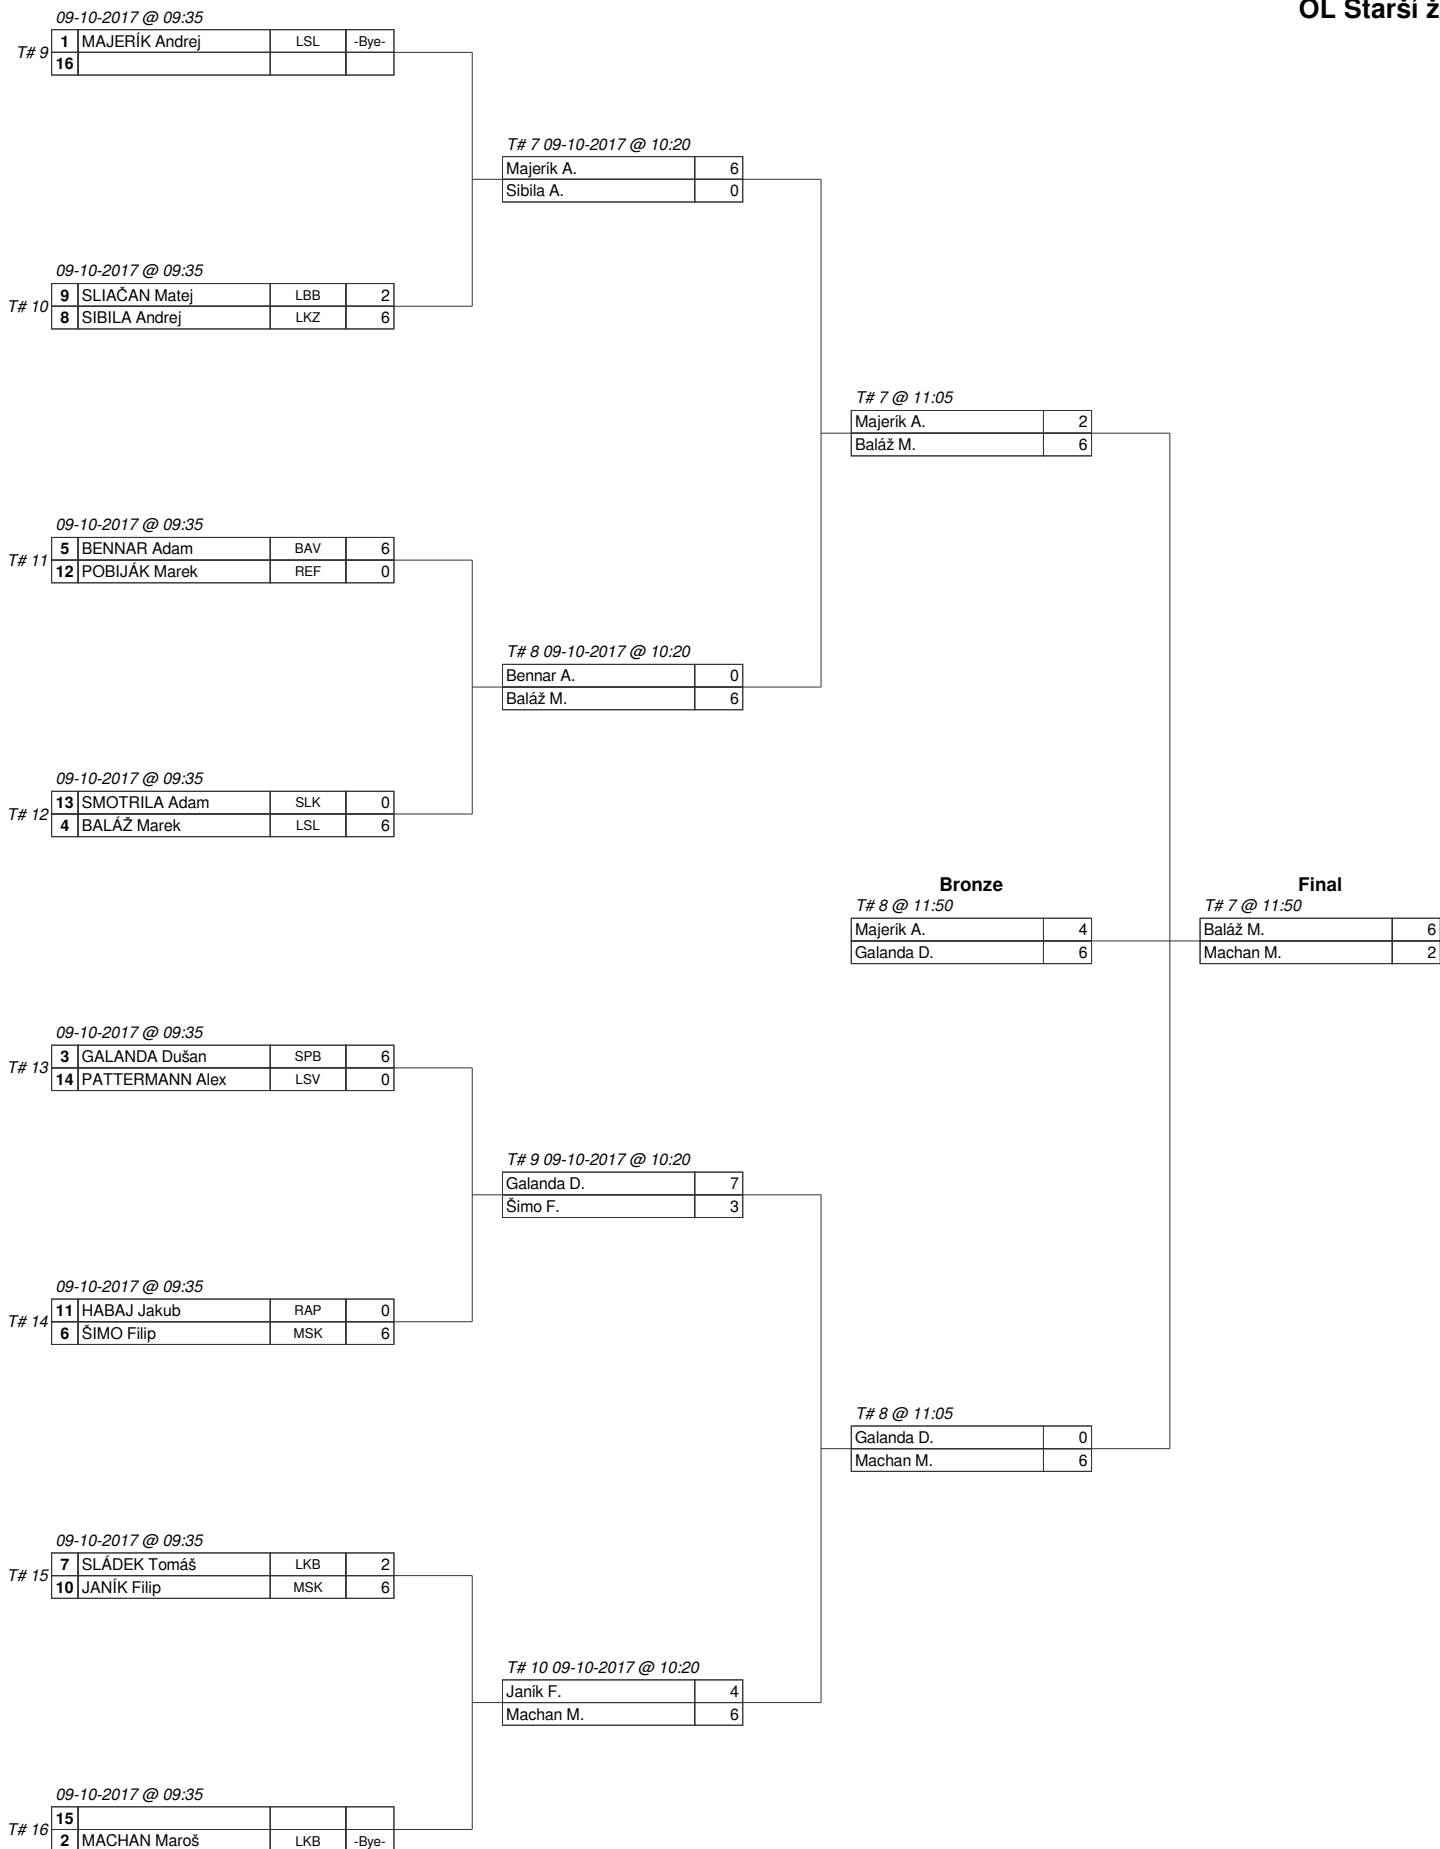 OL Starší ž
09-10-2017 @ 09:35
T# 9
1 MAJERÍK Andrej LSL -Bye-
16
T# 7 09-10-2017 @ 10:20
Majerík A. 6
Sibila A. 0
09-10-2017 @ 09:35
T# 10
9 SLIAČAN Matej LBB 2
8 SIBILA Andrej LKZ 6
T# 7 @ 11:05
Majerík A. 2
Baláž M. 6
09-10-2017 @ 09:35
T# 11
5 BENNAR Adam BAV 6
12 POBIJÁK Marek REF 0
T# 8 09-10-2017 @ 10:20
Bennar A. 0
Baláž M. 6
09-10-2017 @ 09:35
T# 12
13 SMOTRILA Adam SLK 0
4 BALÁŽ Marek LSL 6
Bronze
T# 8 @ 11:50
Majerík A. 4
Galanda D. 6
Final
T# 7 @ 11:50
Baláž M. 6
Machan M. 2
09-10-2017 @ 09:35
T# 13
3 GALANDA Dušan SPB 6
14 PATTERMANN Alex LSV 0
T# 9 09-10-2017 @ 10:20
Galanda D. 7
Šimo F. 3
09-10-2017 @ 09:35
T# 14
11 HABAJ Jakub RAP 0
6 ŠIMO Filip MSK 6
T# 8 @ 11:05
Galanda D. 0
Machan M. 6
09-10-2017 @ 09:35
T# 15
7 SLÁDEK Tomáš LKB 2
10 JANÍK Filip MSK 6
T# 10 09-10-2017 @ 10:20
Janík F. 4
Machan M. 6
09-10-2017 @ 09:35
T# 16
15
2 MACHAN Maroš LKB -Bye-